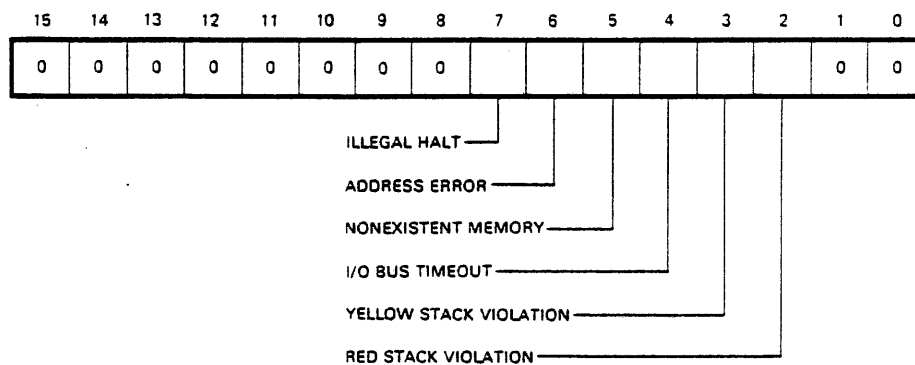 15 14 13 12 11 10 9 8 7 6 5 4 3 2 1 0
0 0 0 0 0 0 0 0 0 0
ILLEGAL HALT
ADDRESS ERROR
NONEXISTENT MEMORY
I/O BUS TIMEOUT
YELLOW STACK VIOLATION
RED STACK VIOLATION